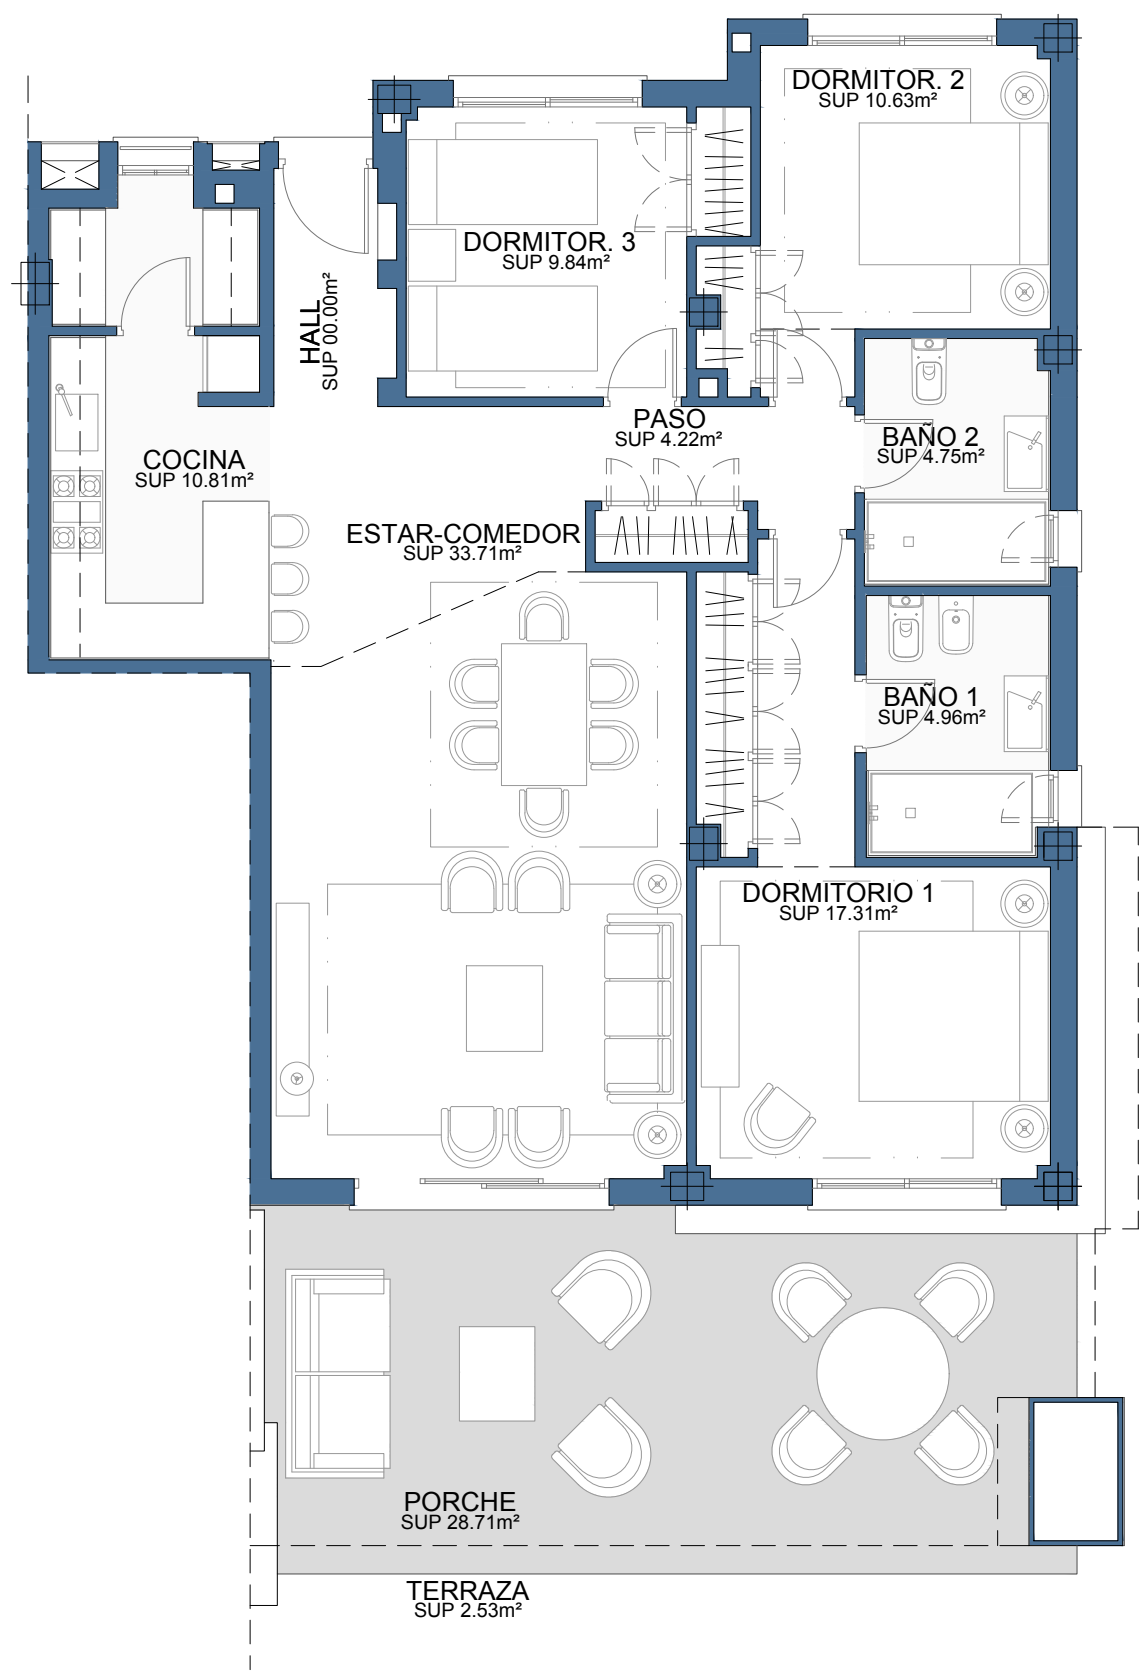 DORMITOR. 2
SUP 10.63m²
DORMITOR. 3
SUP 9.84m²
HALL
SUP 00.00m²
PASO
SUP 4.22m²
BAÑO 2
SUP 4.75m²
COCINA
SUP 10.81m²
ESTAR-COMEDOR
SUP 33.71m²
BAÑO 1
SUP 4.96m²
DORMITORIO 1
SUP 17.31m²
PORCHE
SUP 28.71m²
TERRAZA
SUP 2.53m²